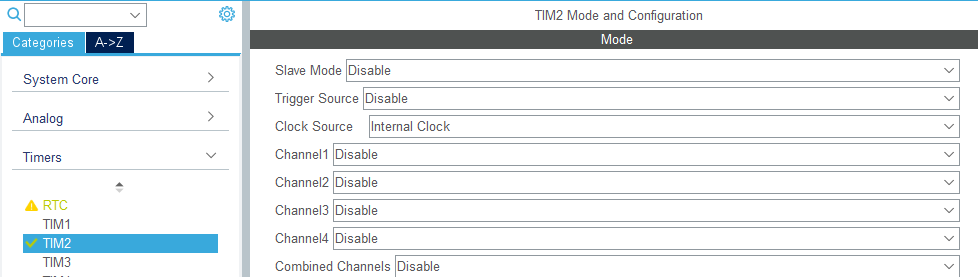 TIM2 Mode and Configuration
Categories A->Z
Mode
System Core
Analog
Timers
RTC
TIM1
TIM2
TIM3
Slave Mode Disable
Trigger Source Disable
Clock Source Internal Clock
Channel1 Disable
Channel2 Disable
Channel3 Disable
Channel4 Disable
Combined Channels Disable